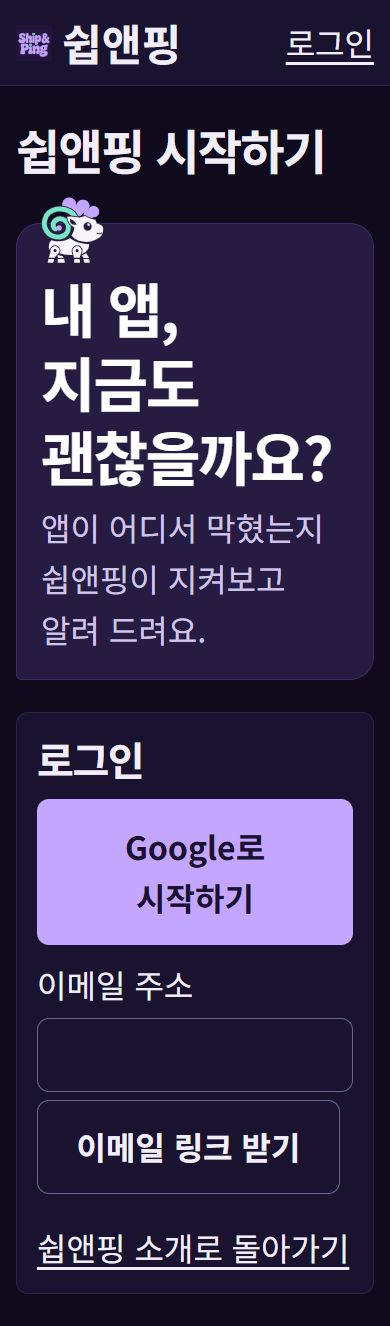 Ship&
Ping
쉽앤핑
로그인
쉽앤핑 시작하기
내 앱,
지금도
괜찮을까요?
앱이 어디서 막혔는지
쉽앤핑이 지켜보고
알려 드려요.
로그인
Google로
시작하기
이메일 주소
이메일 링크 받기
쉽앤핑 소개로 돌아가기